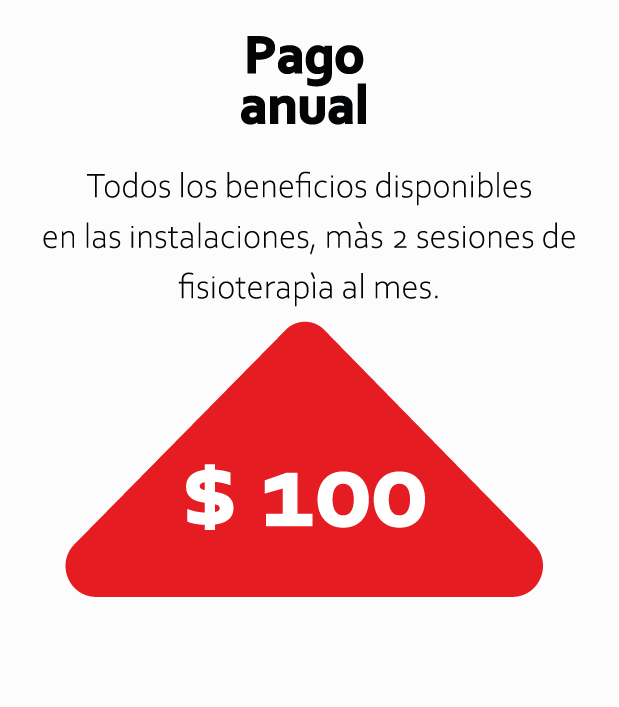 Pago
anual
Todos los beneficios disponibles
en las instalaciones, màs 2 sesiones de
fisioterapìa al mes.
$ 100